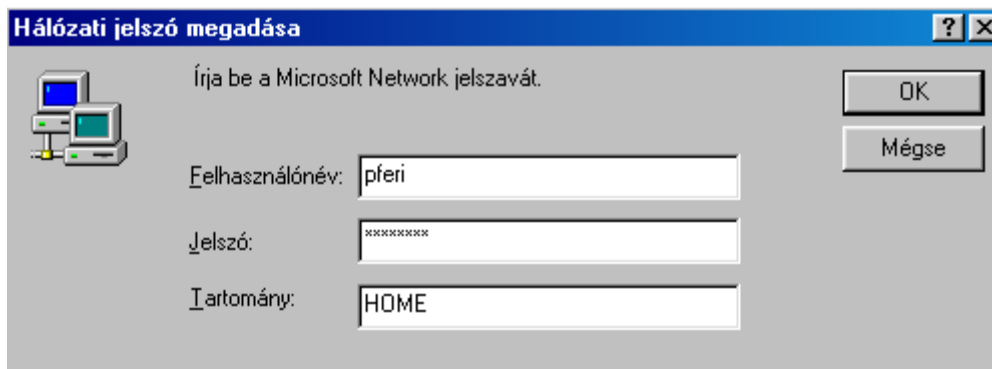 Hálózati jelszó megadása
Írja be a Microsoft Network jelszavát.
OK
Mégse
Felhasználónév: pferi
Jelszó: ********
Tartomány: HOME